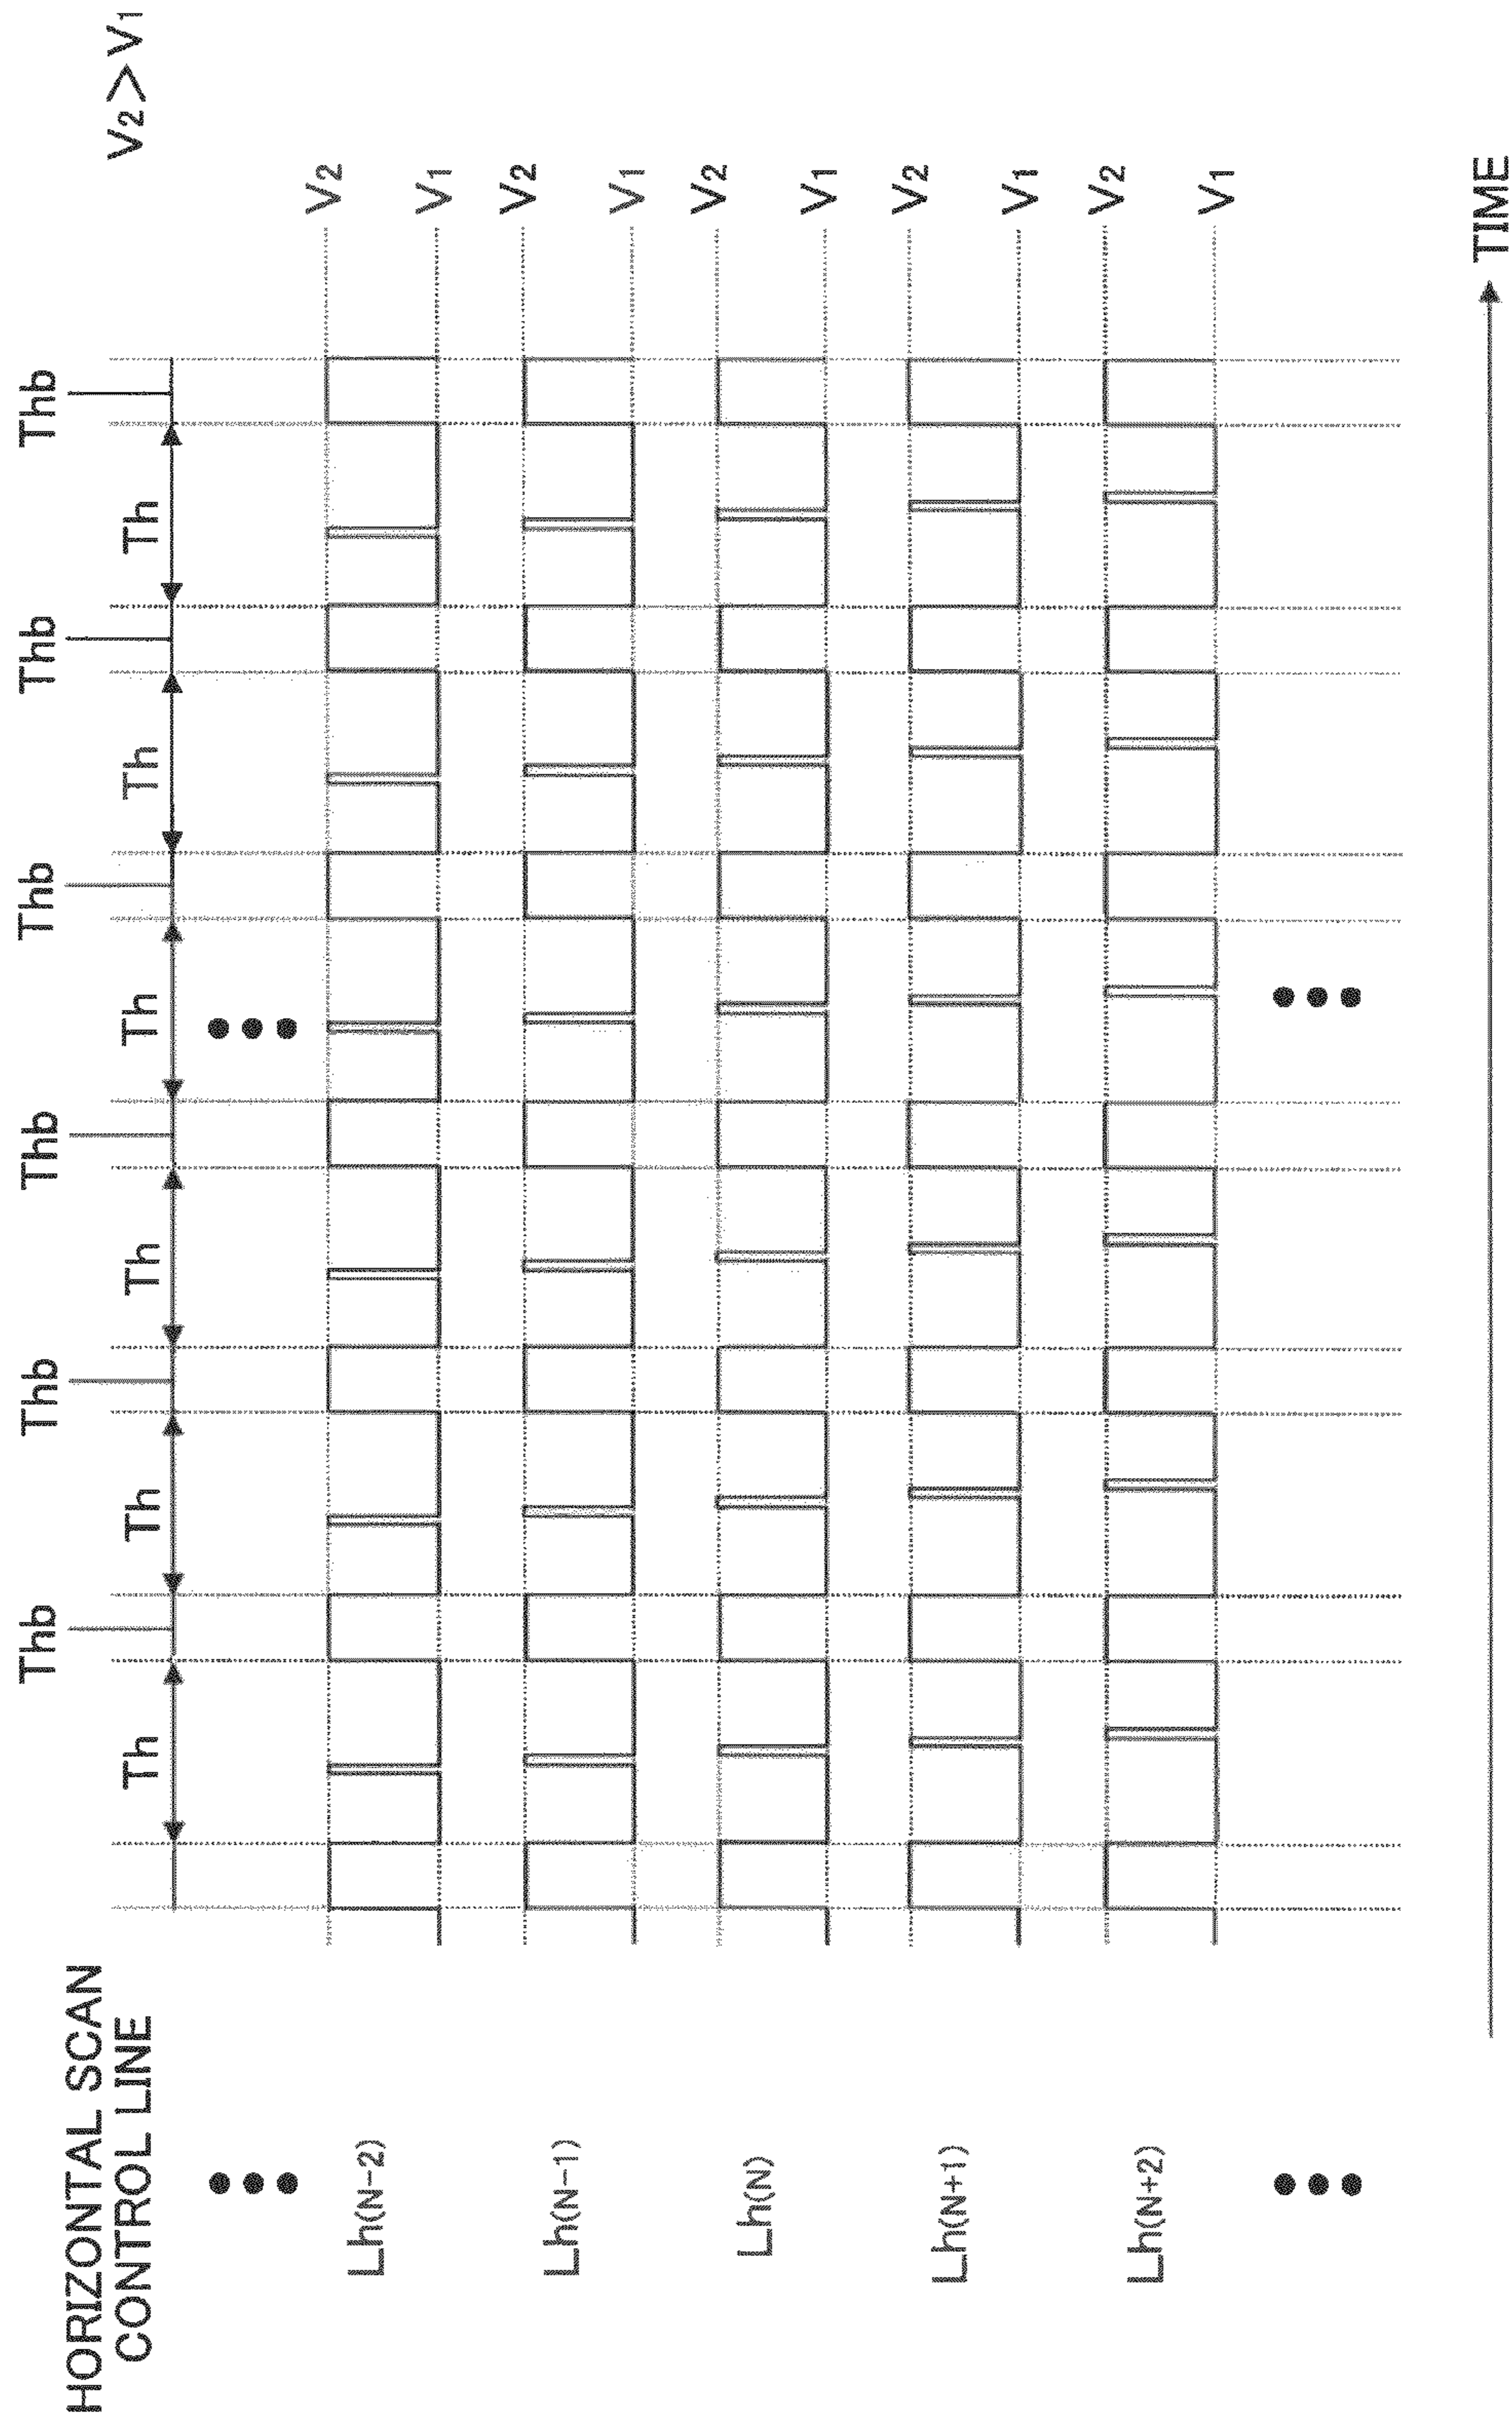 V2>V1
Thb Thb Thb Thb Thb Thb
Th Th Th Th Th Th
HORIZONTAL SCAN
CONTROL LINE
•••
Lh(N-2) ••• V2
V1
Lh(N-1) V2
V1
Lh(N) V2
V1
Lh(N+1) V2
V1
Lh(N+2) V2
V1
••• •••
TIME